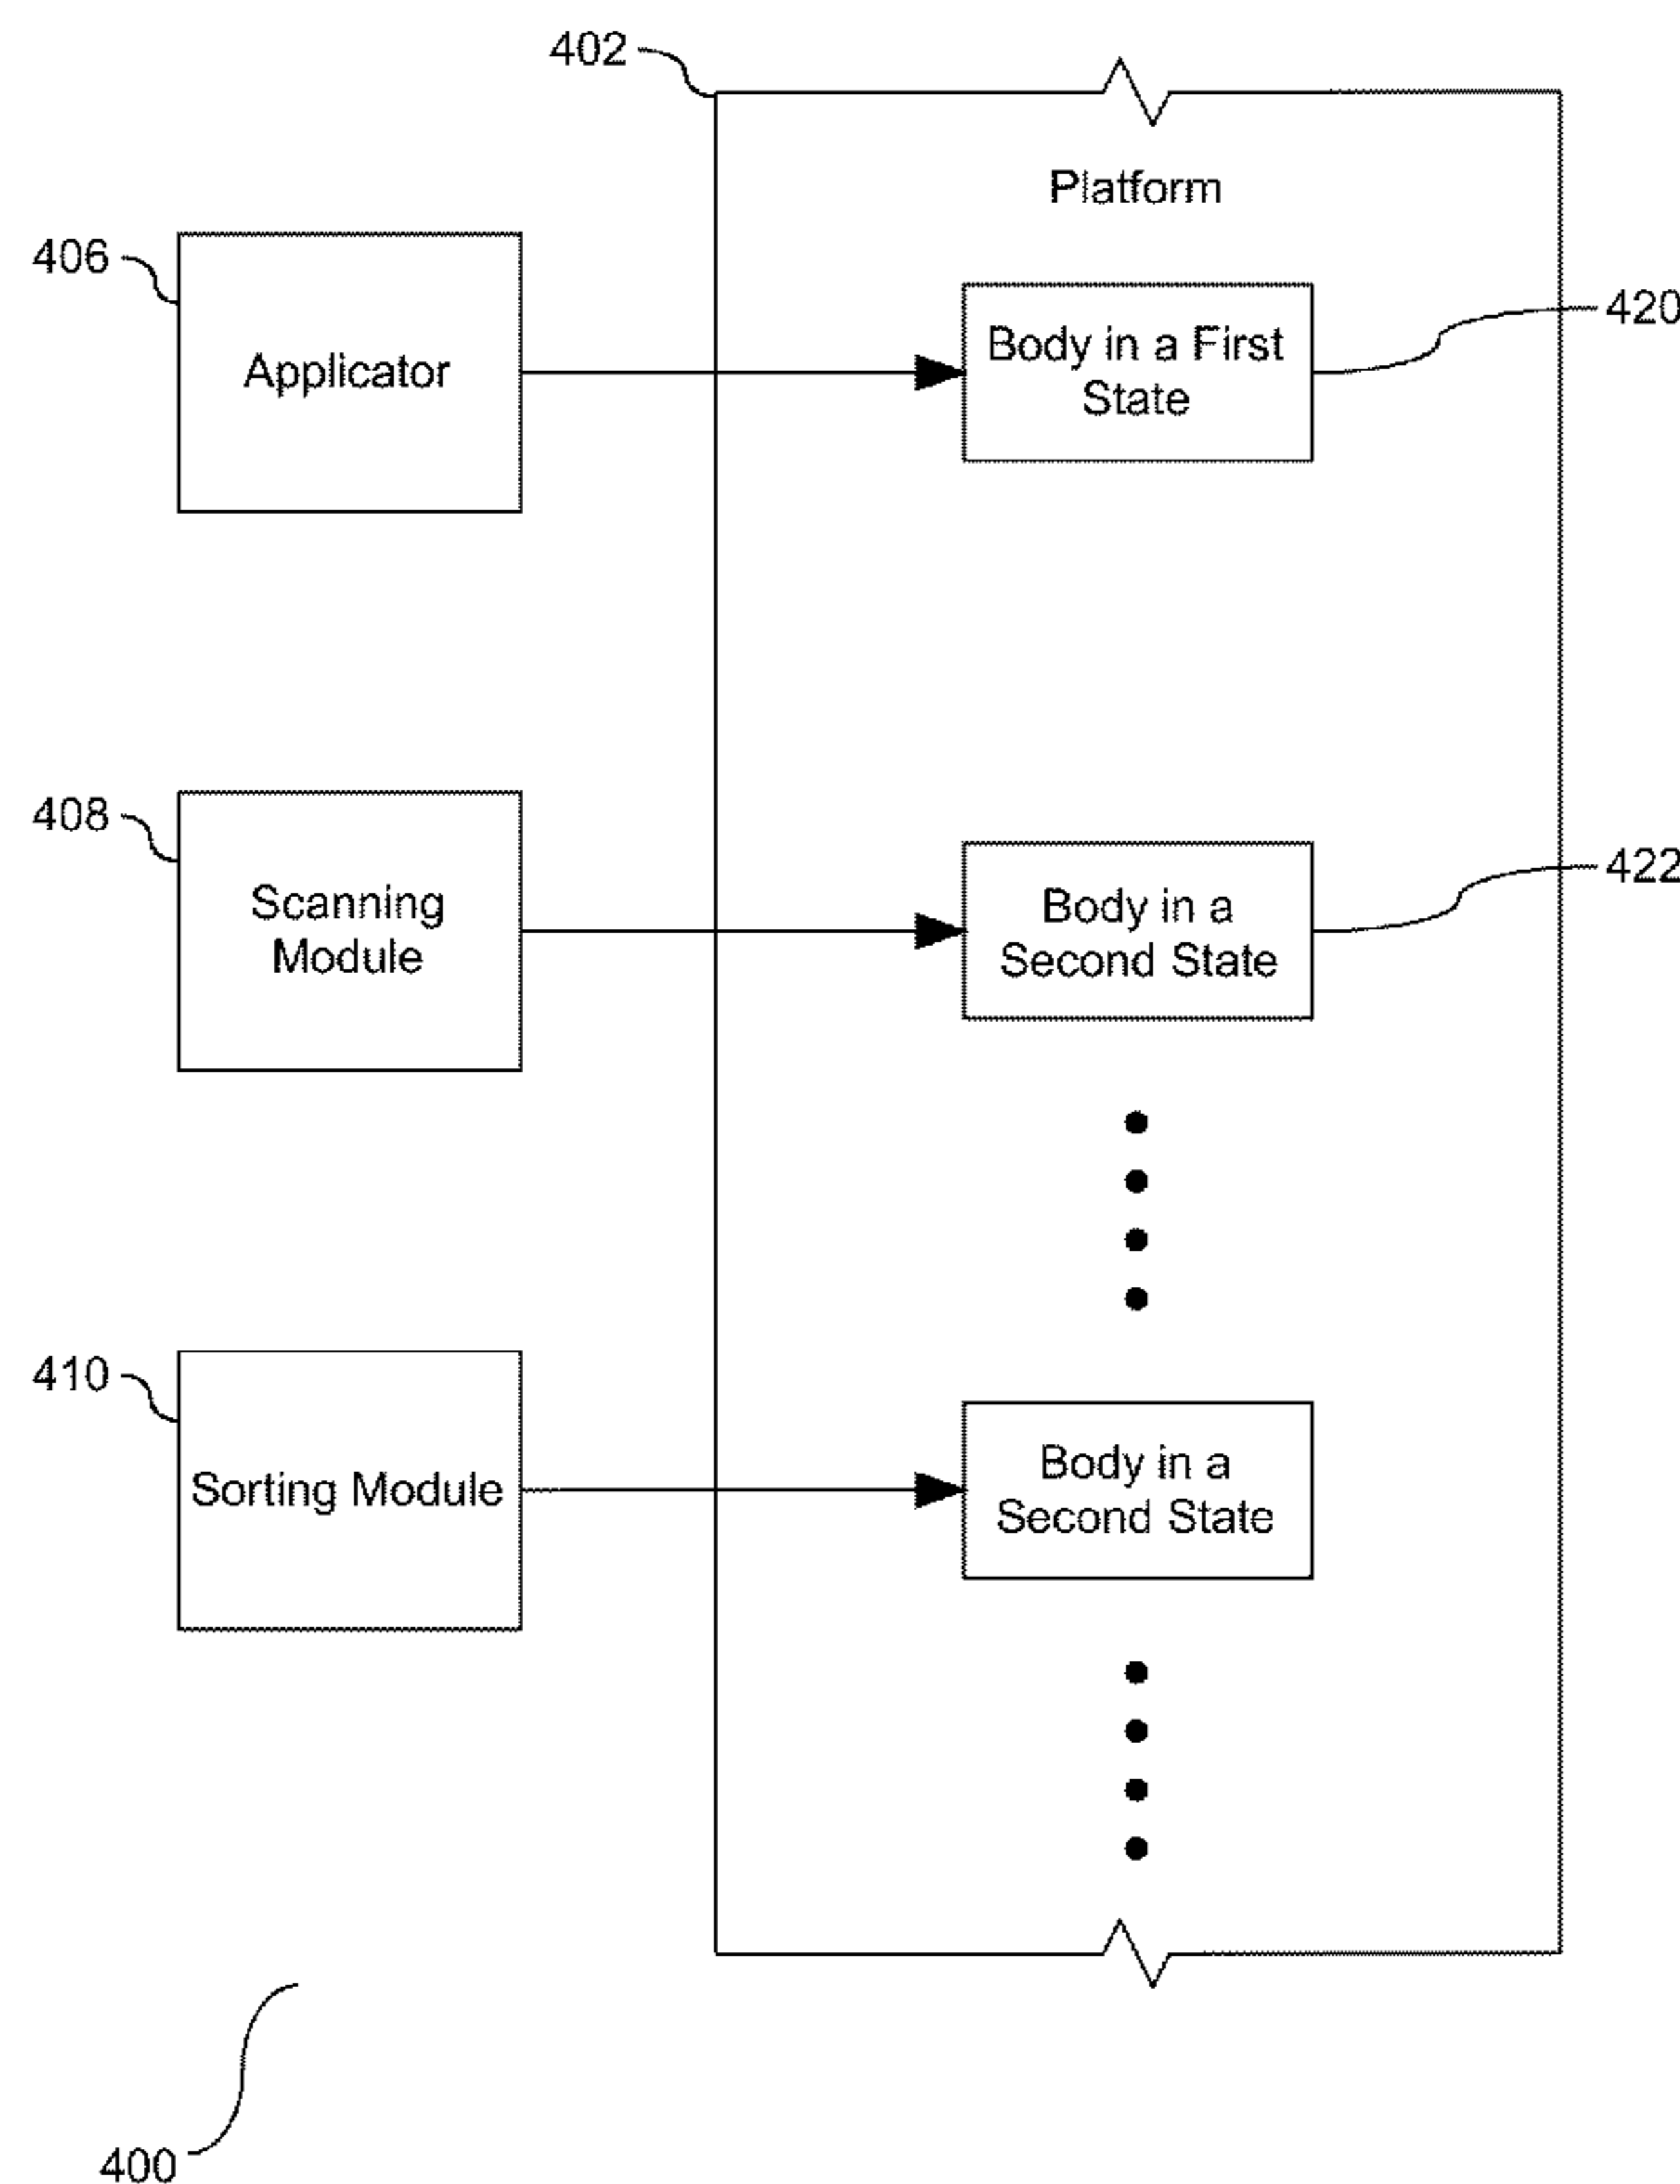 402
Platform
406
Applicator
Body in a First
State
420
408
Scanning
Module
Body in a
Second State
422
410
Sorting Module
Body in a
Second State
400